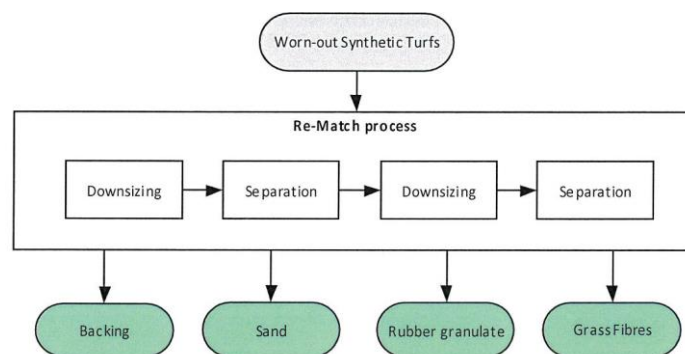 Worn-out Synthetic Turfs
Re-Match process
Downsizing
Separation
Downsizing
Separation
Backing
Sand
Rubber granulate
Grass Fibres